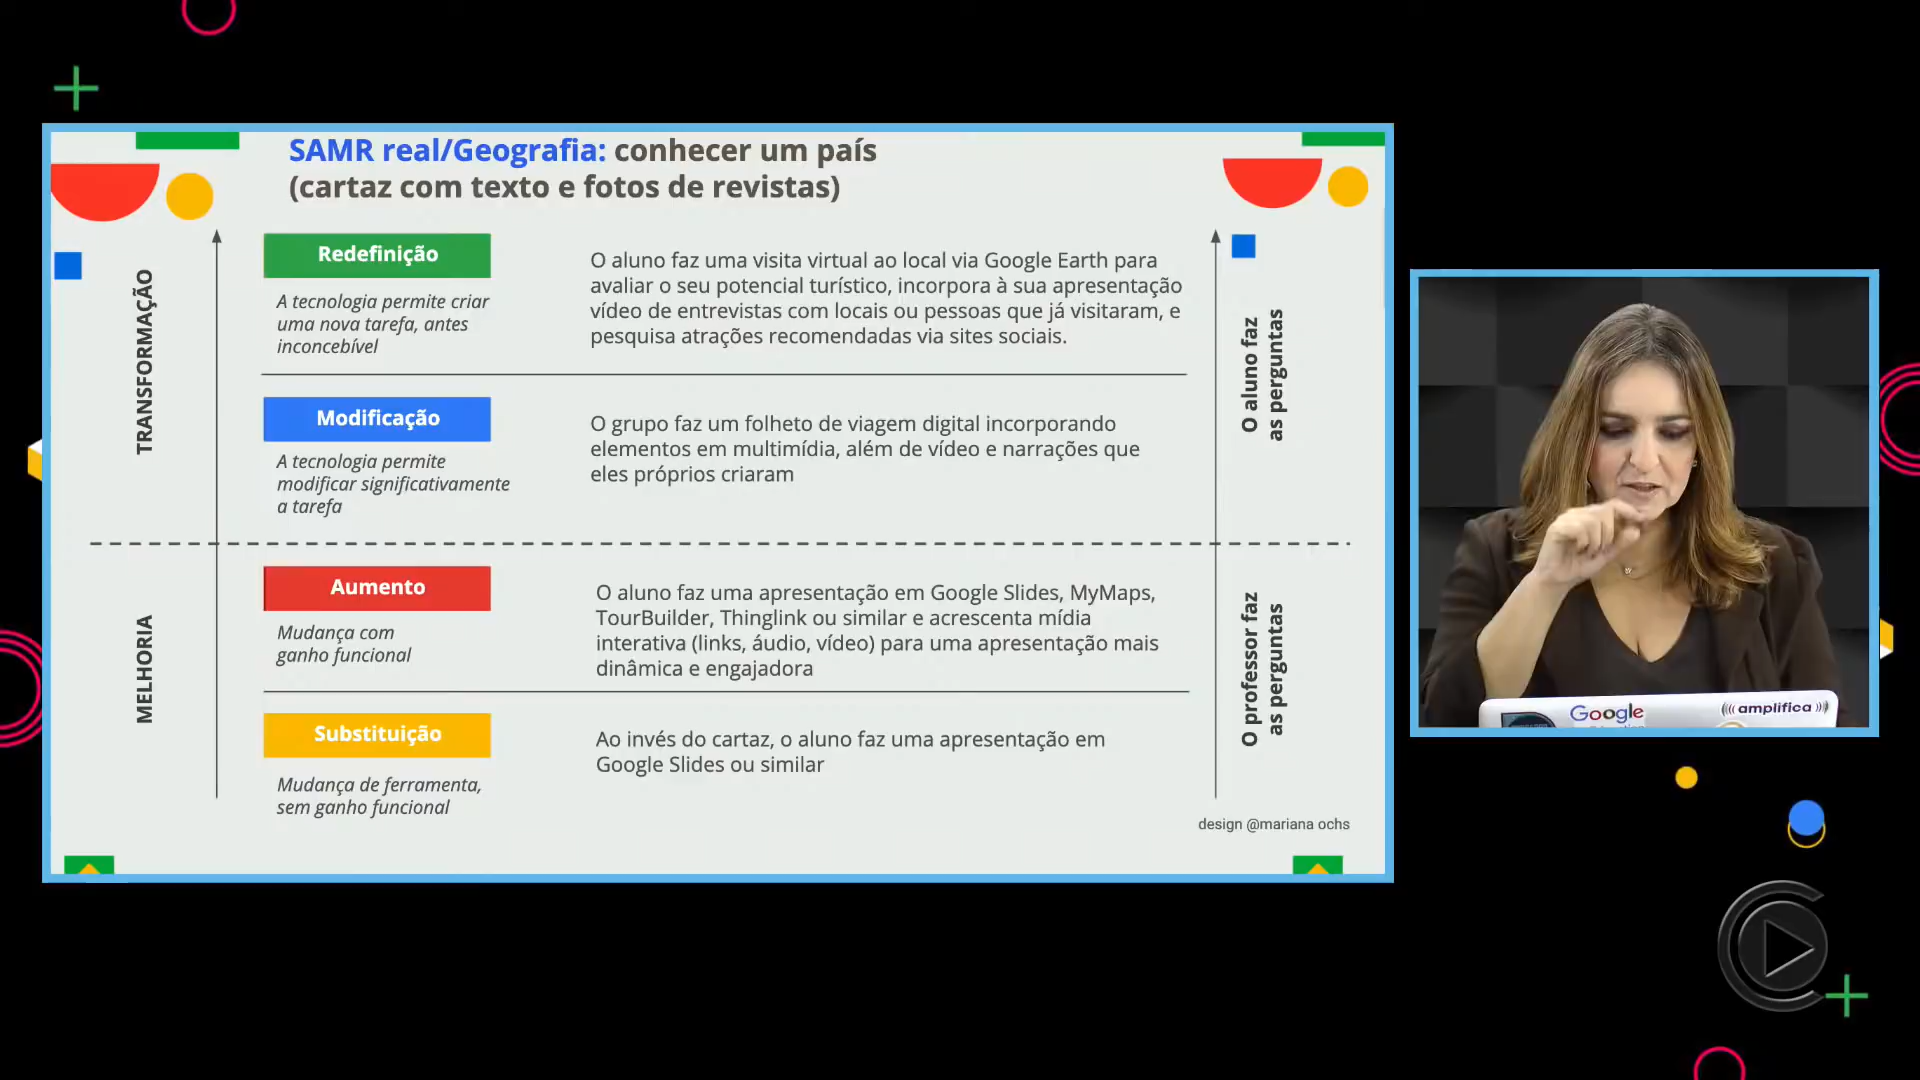 SAMR real/Geografia: conhecer um país
(cartaz com texto e fotos de revistas)
TRANSFORMAÇÃO
Redefinição
A tecnologia permite criar
uma nova tarefa, antes
inconcebível
O aluno faz uma visita virtual ao local via Google Earth para
avaliar o seu potencial turístico, incorpora à sua apresentação
vídeo de entrevistas com locais ou pessoas que já visitaram, e
pesquisa atrações recomendadas via sites sociais.
Modificação
A tecnologia permite
modificar significativamente
a tarefa
O grupo faz um folheto de viagem digital incorporando
elementos em multimídia, além de vídeo e narrações que
eles próprios criaram
O aluno faz
as perguntas
MELHORIA
Aumento
Mudança com
ganho funcional
O aluno faz uma apresentação em Google Slides, MyMaps,
TourBuilder, Thinglink ou similar e acrescenta mídia
interativa (links, áudio, vídeo) para uma apresentação mais
dinâmica e engajadora
Substituição
Mudança de ferramenta,
sem ganho funcional
Ao invés do cartaz, o aluno faz uma apresentação em
Google Slides ou similar
O professor faz
as perguntas
design @mariana ochs
Google
amplifica